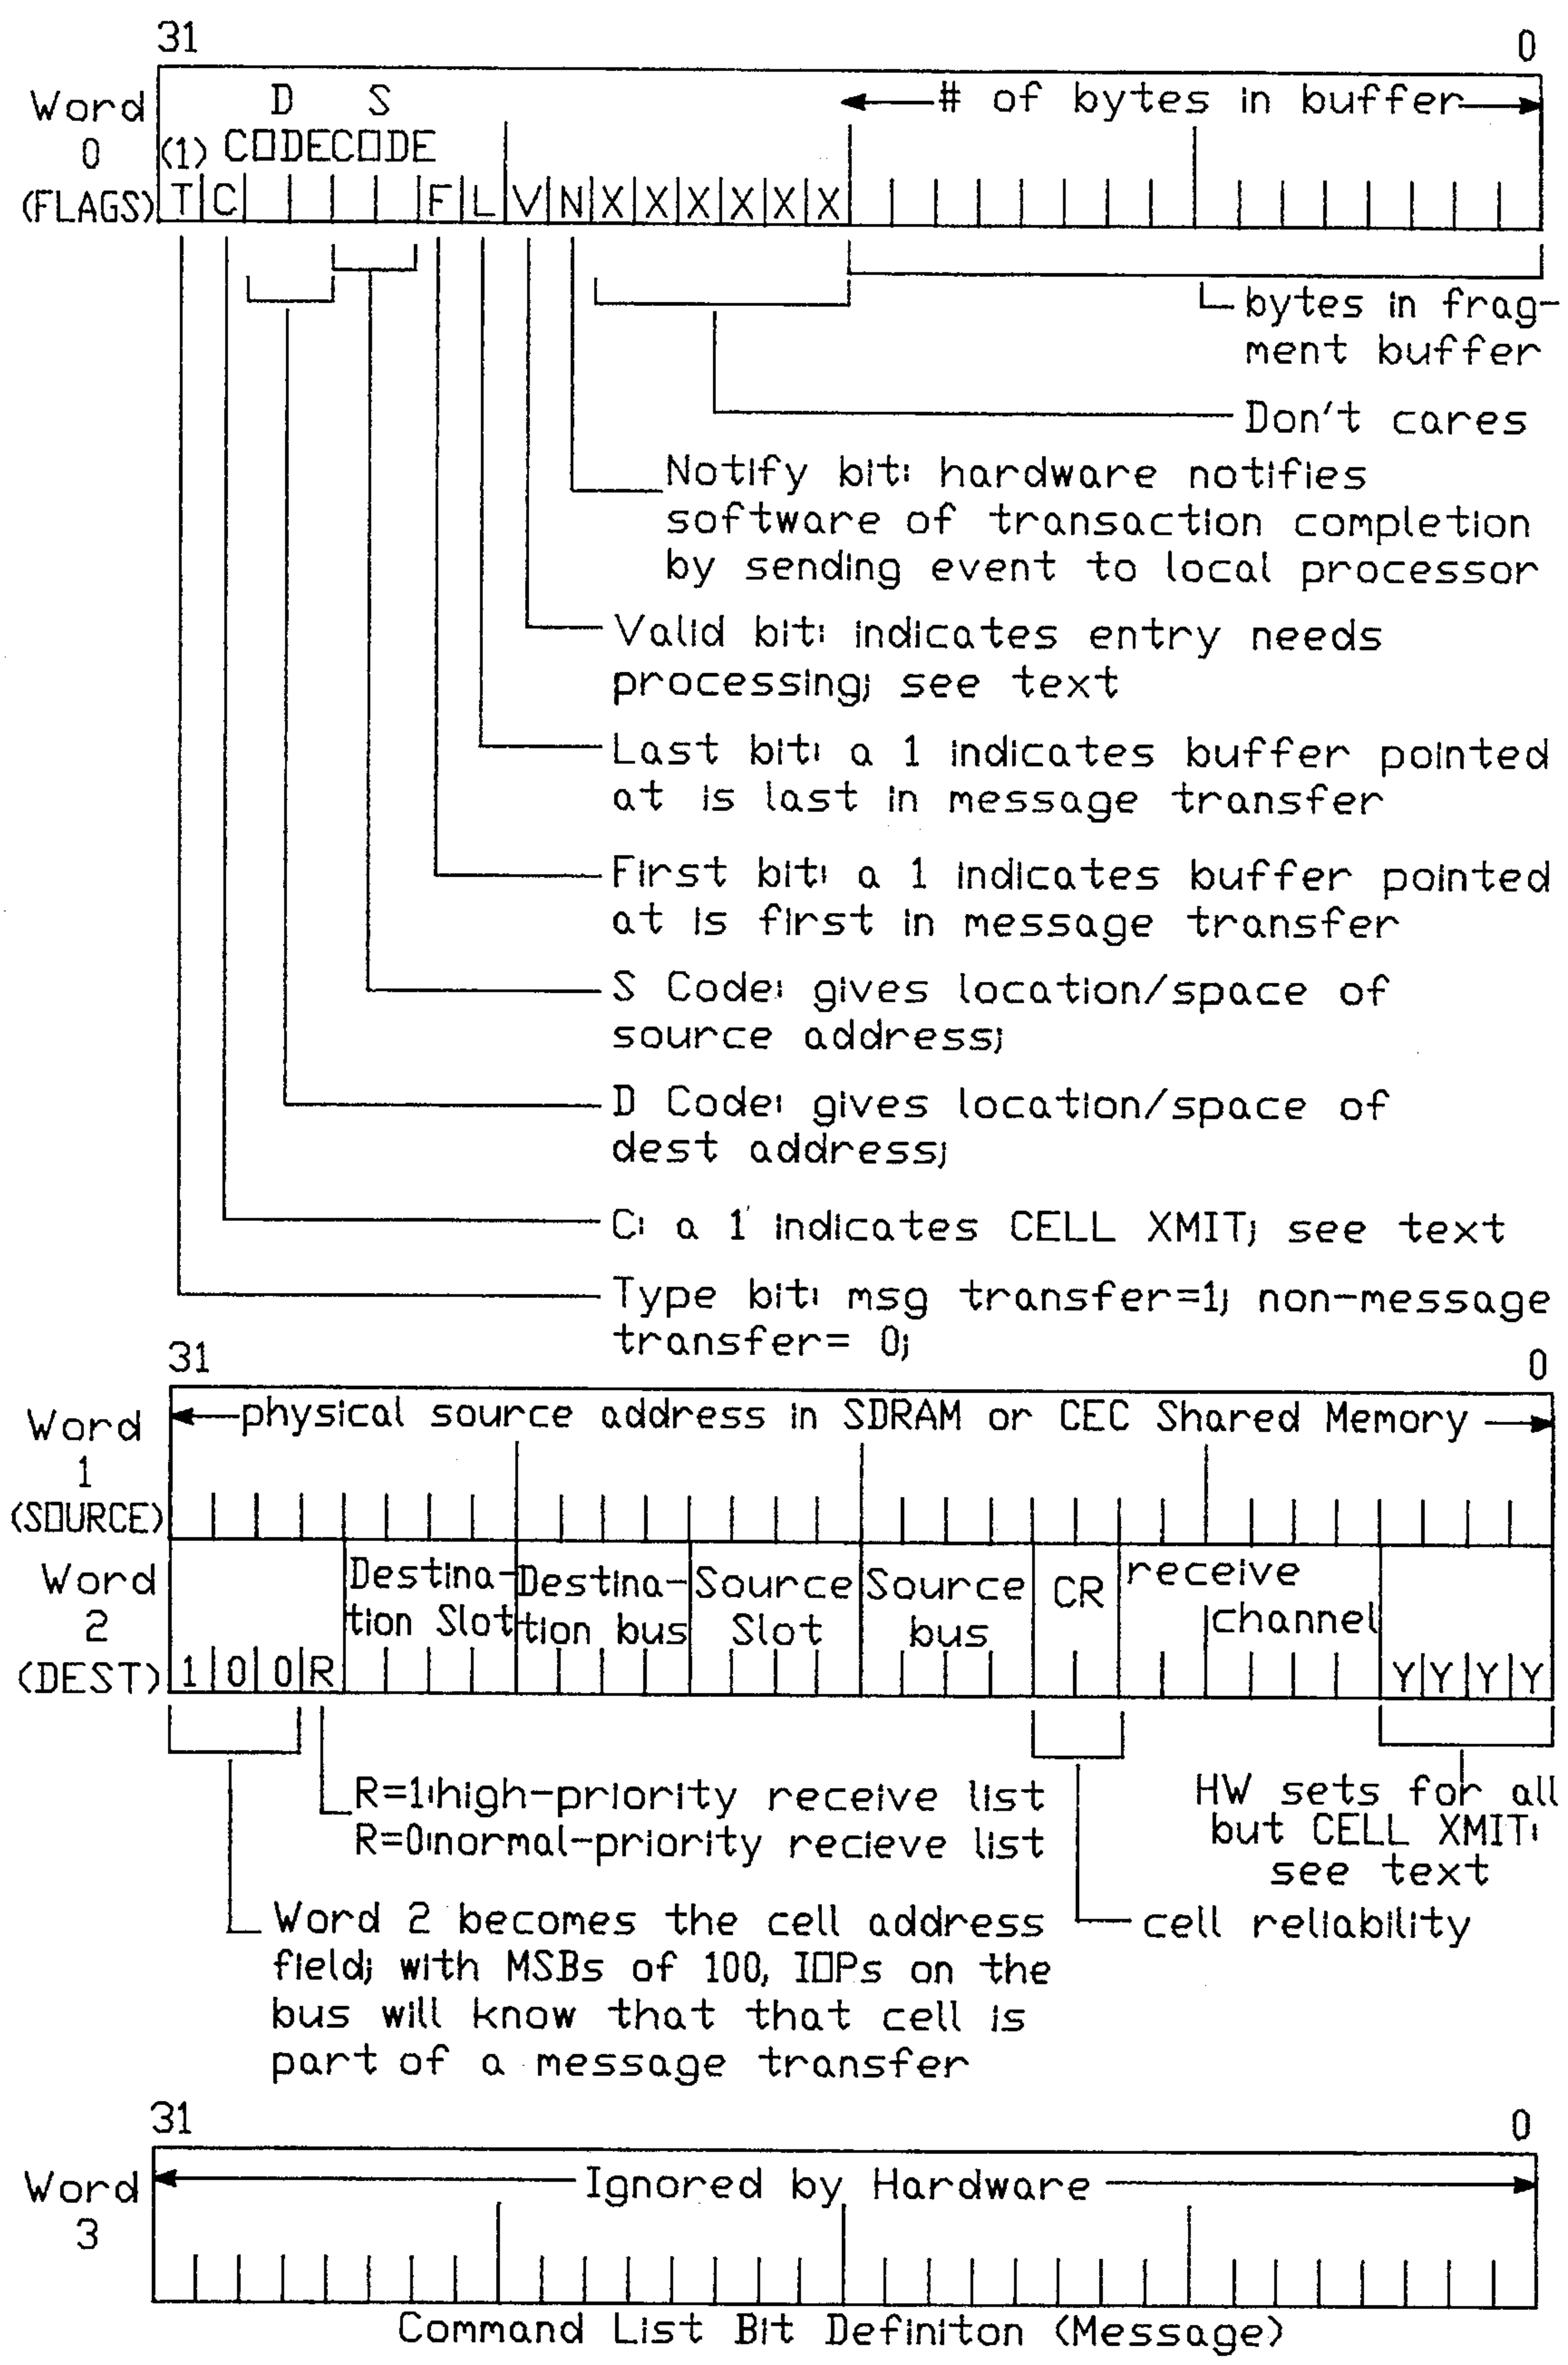 31 0
Word D S # of bytes in buffer
0 (1) CODECODE
(FLAGS) T C F L V N X X X X X X
bytes in frag-
ment buffer
Don't cares
Notify bit: hardware notifies
software of transaction completion
by sending event to local processor
Valid bit: indicates entry needs
processing; see text
Last bit: a 1 indicates buffer pointed
at is last in message transfer
First bit: a 1 indicates buffer pointed
at is first in message transfer
S Code: gives location/space of
source address;
D Code: gives location/space of
dest address;
C: a 1 indicates CELL XMIT; see text
Type bit: msg transfer=1; non-message
transfer= 0;
31 0
Word physical source address in SDRAM or CEC Shared Memory
1
(SOURCE)
Word Destina- Destina- Source Source CR receive
2 tion Slot tion bus Slot bus channel
(DEST) 1 0 0 R Y Y Y Y
R=1:high-priority receive list
R=0:normal-priority recieve list
HW sets for all
but CELL XMIT:
see text
Word 2 becomes the cell address
field; with MSBs of 100, IOPs on the
bus will know that that cell is
part of a message transfer
cell reliability
31 0
Word Ignored by Hardware
3
Command List Bit Definiton (Message)